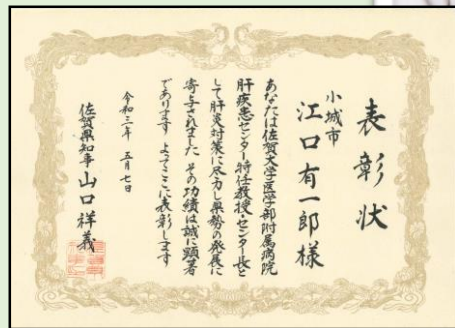 表彰状
小城市
江口有一郎様
あなたは佐賀大学医学部附属病院
肝疾患センター特任教授・センター長と
して肝炎対策に尽力し県勢の発展に
寄与されました その功績は誠に顕著
であります よってここに表彰します
令和三年 五月七日
佐賀県知事 山口祥義